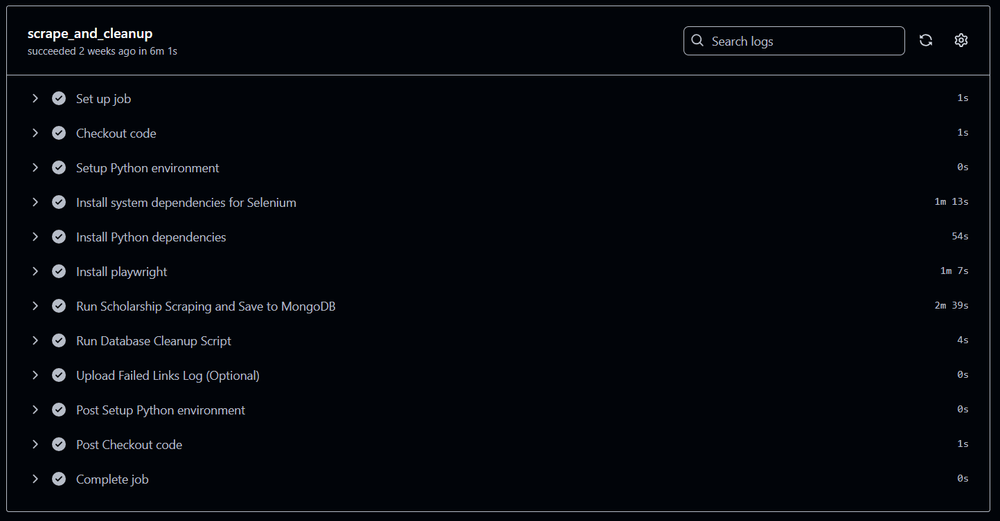 scrape_and_cleanup
succeeded 2 weeks ago in 6m 1s
Search logs
Set up job 1s
Checkout code 1s
Setup Python environment 0s
Install system dependencies for Selenium 1m 13s
Install Python dependencies 54s
Install playwright 1m 7s
Run Scholarship Scraping and Save to MongoDB 2m 39s
Run Database Cleanup Script 4s
Upload Failed Links Log (Optional) 0s
Post Setup Python environment 0s
Post Checkout code 1s
Complete job 0s